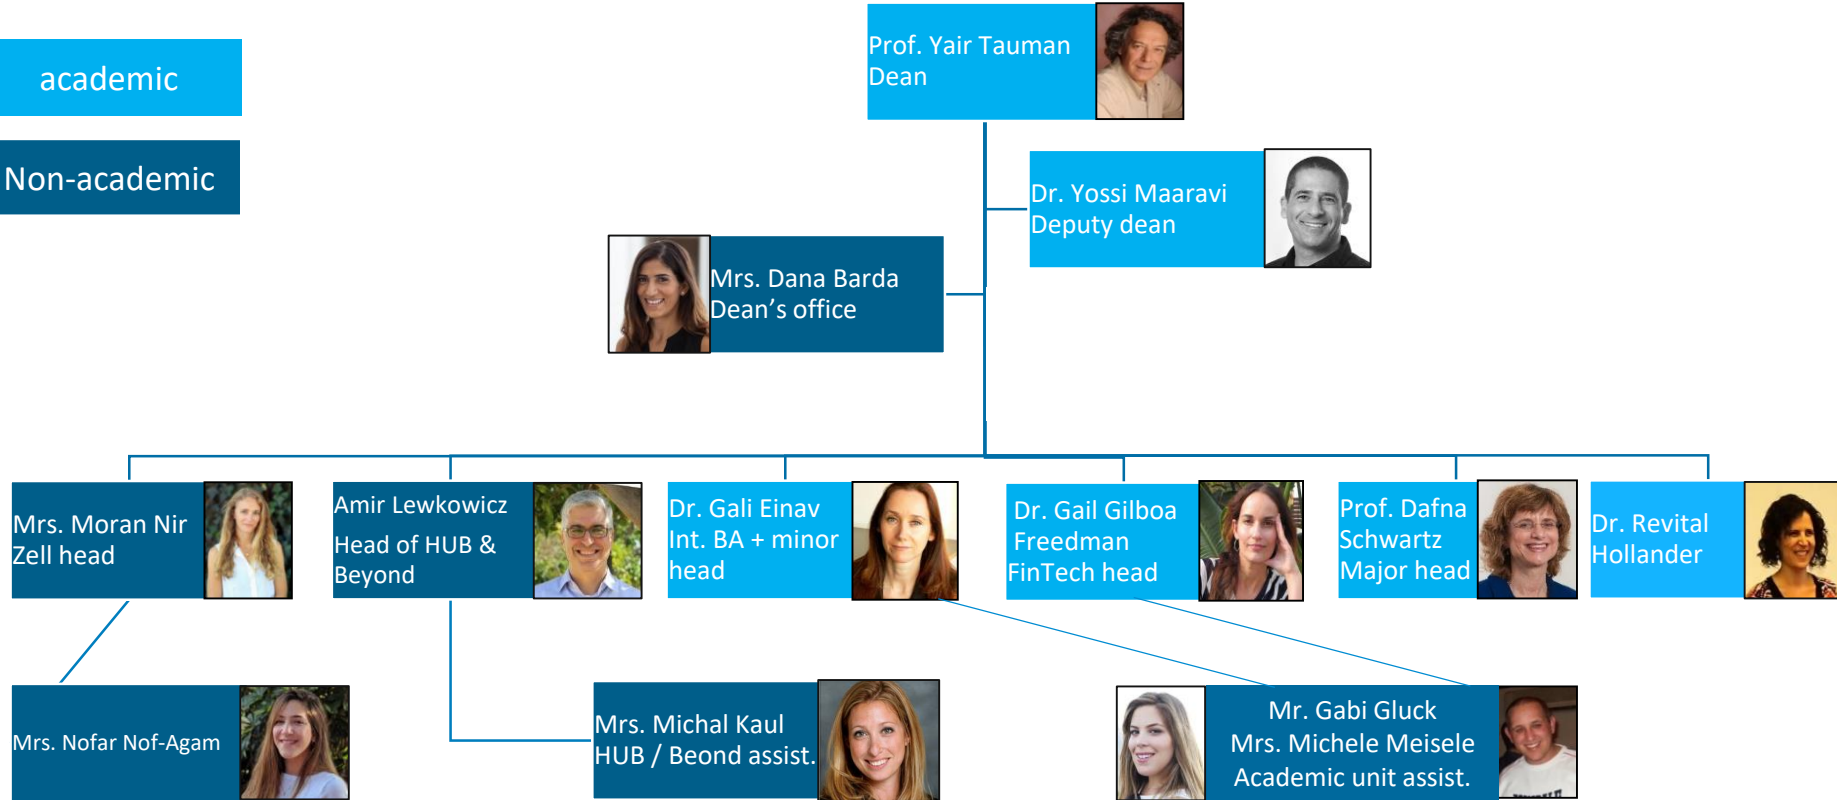 academic
Non-academic
Prof. Yair Tauman
Dean
Dr. Yossi Maaravi
Deputy dean
Mrs. Dana Barda
Dean’s office
Mrs. Moran Nir
Zell head
Amir Lewkowicz
Head of HUB &
Beyond
Dr. Gali Einav
Int. BA + minor
head
Dr. Gail Gilboa
Freedman
FinTech head
Prof. Dafna
Schwartz
Major head
Dr. Revital
Hollander
Mrs. Nofar Nof-Agam
Mrs. Michal Kaul
HUB / Beond assist.
Mr. Gabi Gluck
Mrs. Michele Meisele
Academic unit assist.